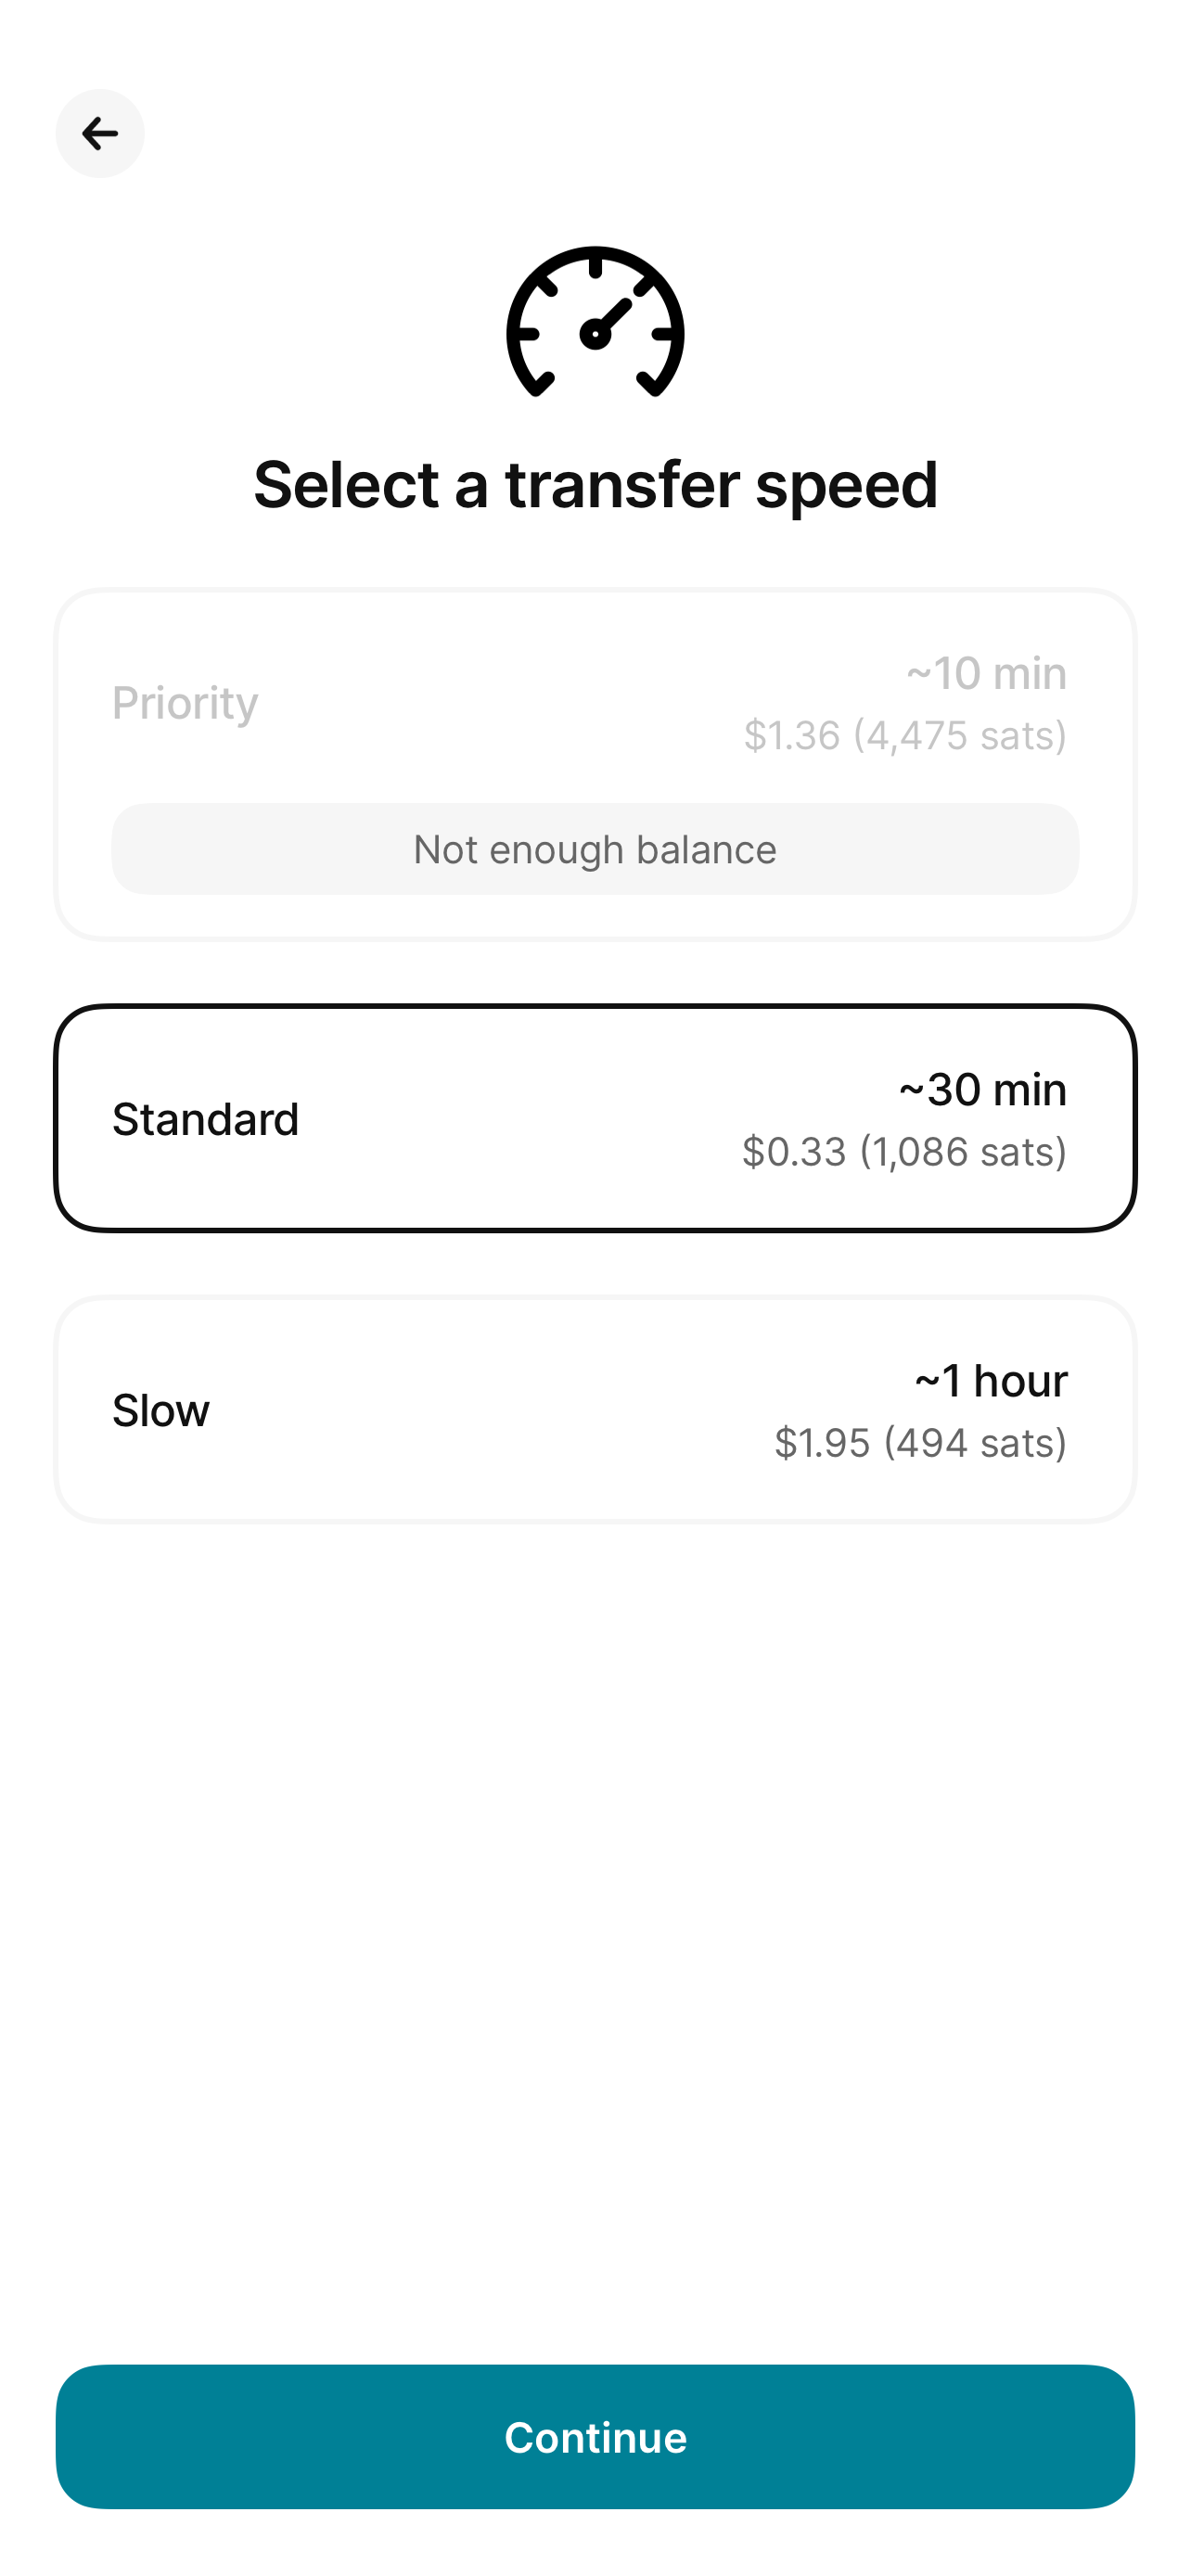 Select a transfer speed
Priority
~10 min
$1.36 (4,475 sats)
Not enough balance
Standard
~30 min
$0.33 (1,086 sats)
Slow
~1 hour
$1.95 (494 sats)
Continue